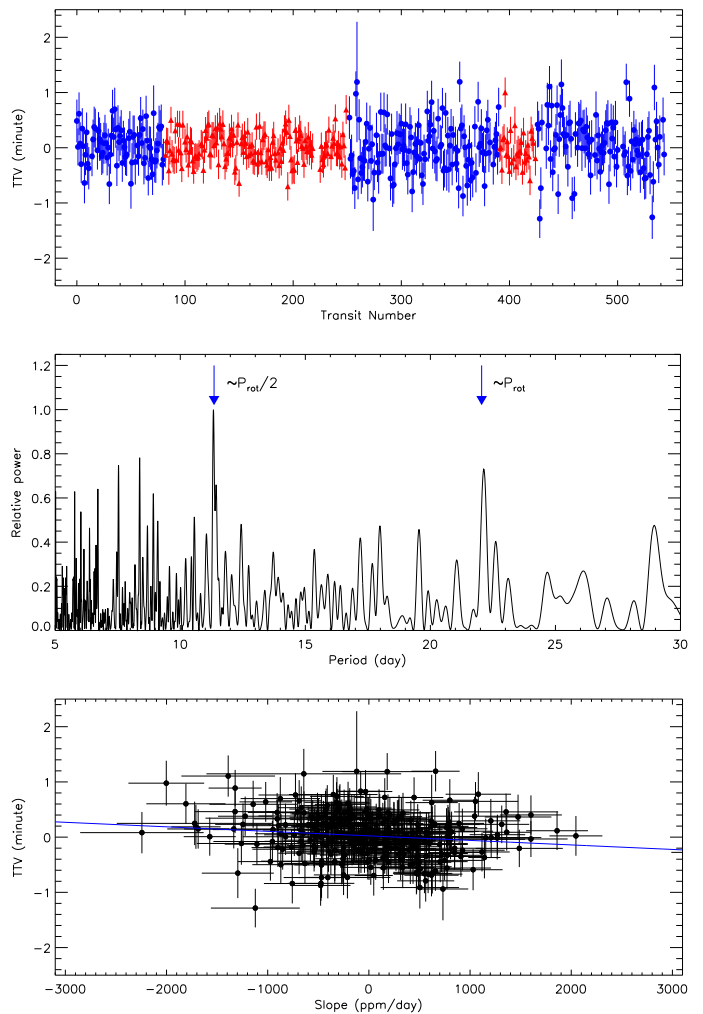 2
1
0
-1
-2
TTV (minute)
0 100 200 300 400 500
Transit Number
1.2
1.0
0.8
0.6
0.4
0.2
0.0
Relative power
~Prot/2
~Prot
5 10 15 20 25 30
Period (day)
2
1
0
-1
-2
TTV (minute)
-3000 -2000 -1000 0 1000 2000 3000
Slope (ppm/day)